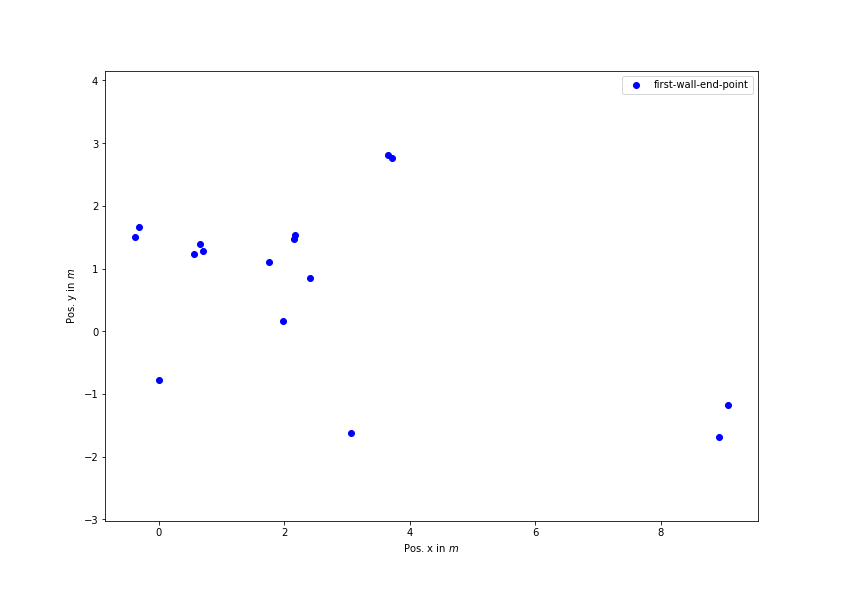 first-wall-end-point
4
3
2
1
0
−1
−2
−3
Pos. y in m
0 2 4 6 8
Pos. x in m